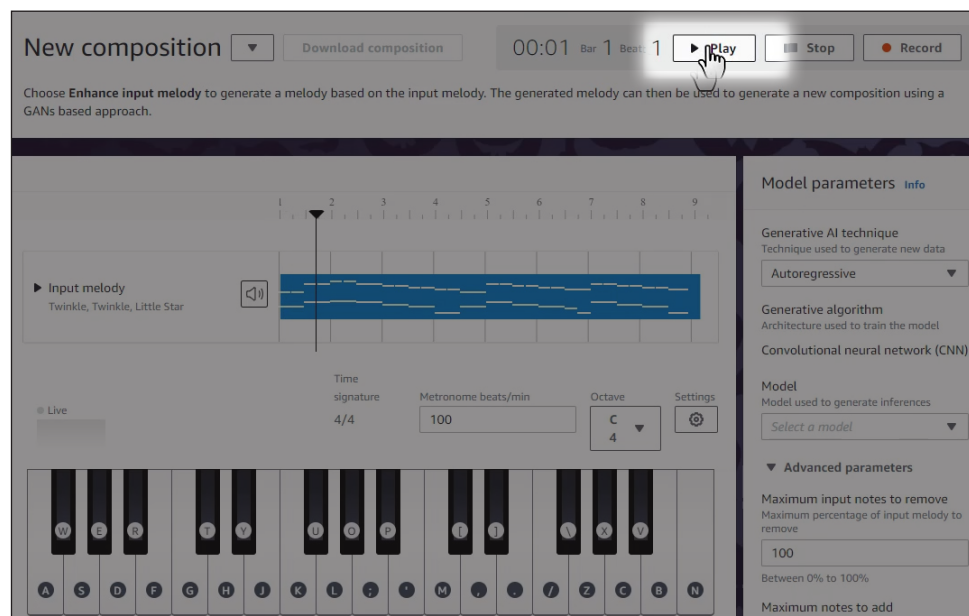 New composition ▼ Download composition 00:01 Bar 1 Beat: 1 Play Stop Record
Choose Enhance input melody to generate a melody based on the input melody. The generated melody can then be used to generate a new composition using a
GANs based approach.
Model parameters Info
1 2 3 4 5 6 7 8 9
Generative AI technique
Technique used to generate new data
Autoregressive
Input melody
Twinkle, Twinkle, Little Star
Generative algorithm
Architecture used to train the model
Convolutional neural network (CNN)
Time
signature Metronome beats/min Octave Settings
4/4 100 C
4
Live
Model
Model used to generate inferences
Select a model
Advanced parameters
Maximum input notes to remove
Maximum percentage of input melody to
remove
100
Between 0% to 100%
Maximum notes to add
W E R T Y U O P [ ] \ X V
A S D F G H J K L ; ' M , . / Z C B N